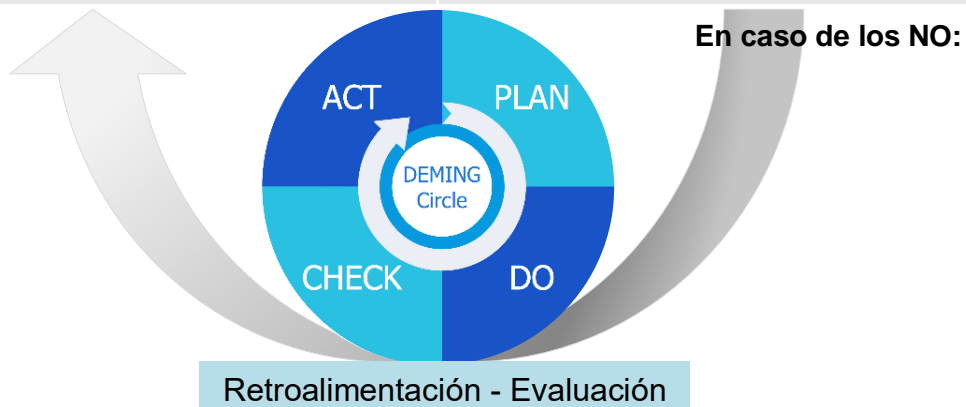 En caso de los NO:
ACT
PLAN
DEMING
Circle
CHECK
DO
Retroalimentación - Evaluación